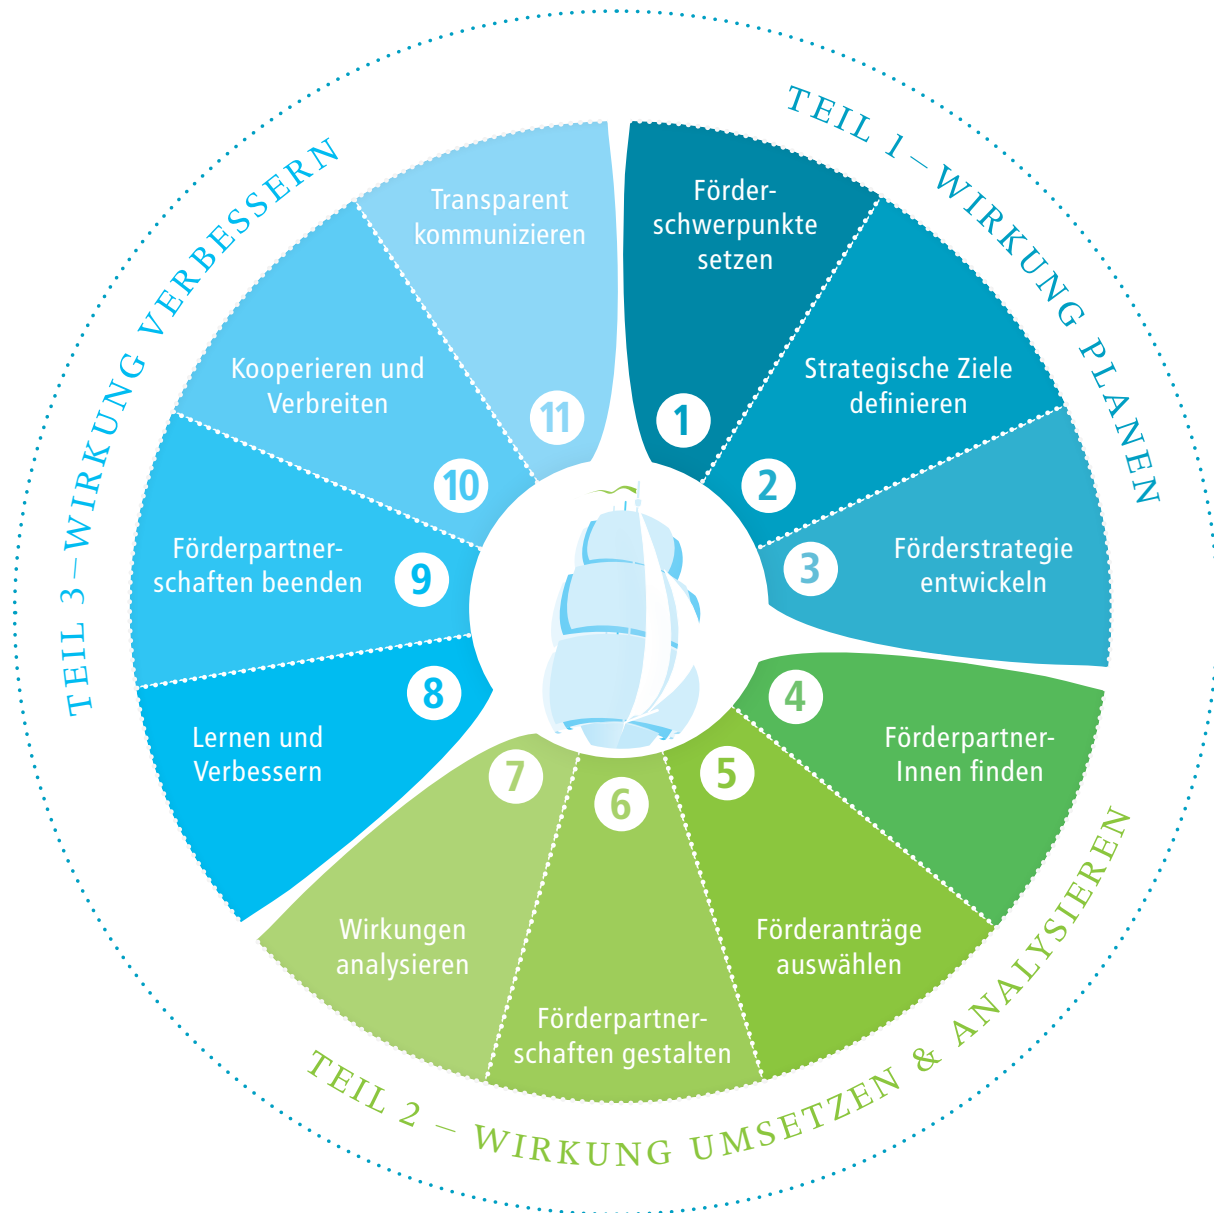 TEIL 1 – WIRKUNG PLANEN
Förder-
schwerpunkte
setzen
1
Strategische Ziele
definieren
2
Förderstrategie
entwickeln
3
TEIL 2 – WIRKUNG UMSETZEN & ANALYSIEREN
Förderpartner-
Innen finden
4
Förderanträge
auswählen
5
Förderpartner-
schaften gestalten
6
Wirkungen
analysieren
7
TEIL 3 – WIRKUNG VERBESSERN
Lernen und
Verbessern
8
Förderpartner-
schaften beenden
9
Kooperieren und
Verbreiten
10
Transparent
kommunizieren
11